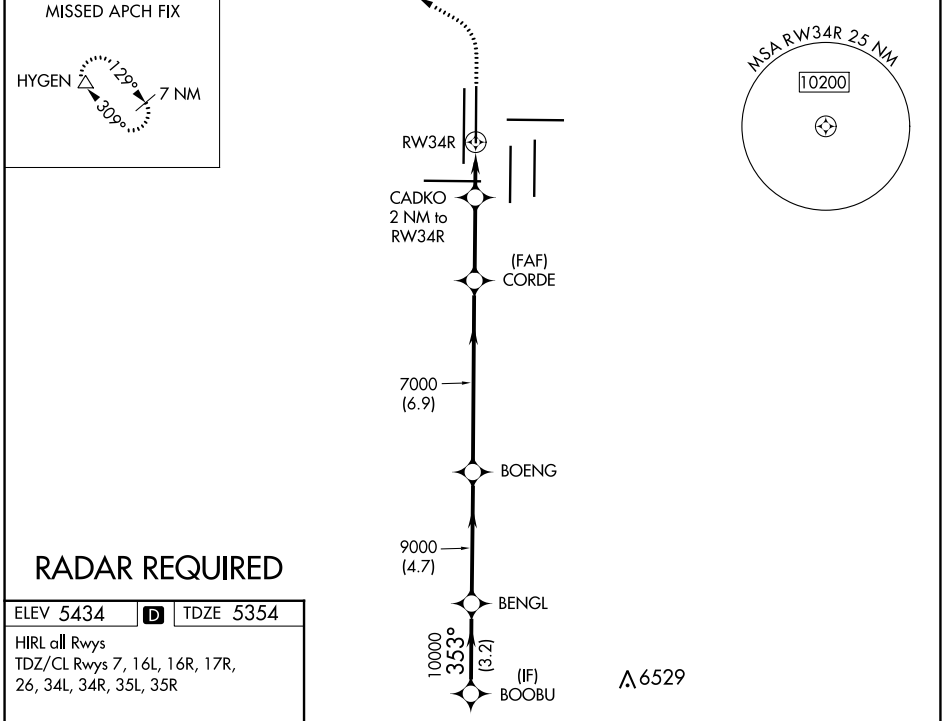 MISSED APCH FIX
HYGEN
129°
309°
7 NM
MSA RW34R 25 NM
10200
RW34R
CADKO
2 NM to
RW34R
(FAF)
CORDE
7000
(6.9)
BOENG
9000
(4.7)
BENGL
10000
353°
(3.2)
(IF)
BOOBU
6529
RADAR REQUIRED
ELEV 5434 D TDZE 5354
HIRL all Rwys
TDZ/CL Rwys 7, 16L, 16R, 17R,
26, 34L, 34R, 35L, 35R